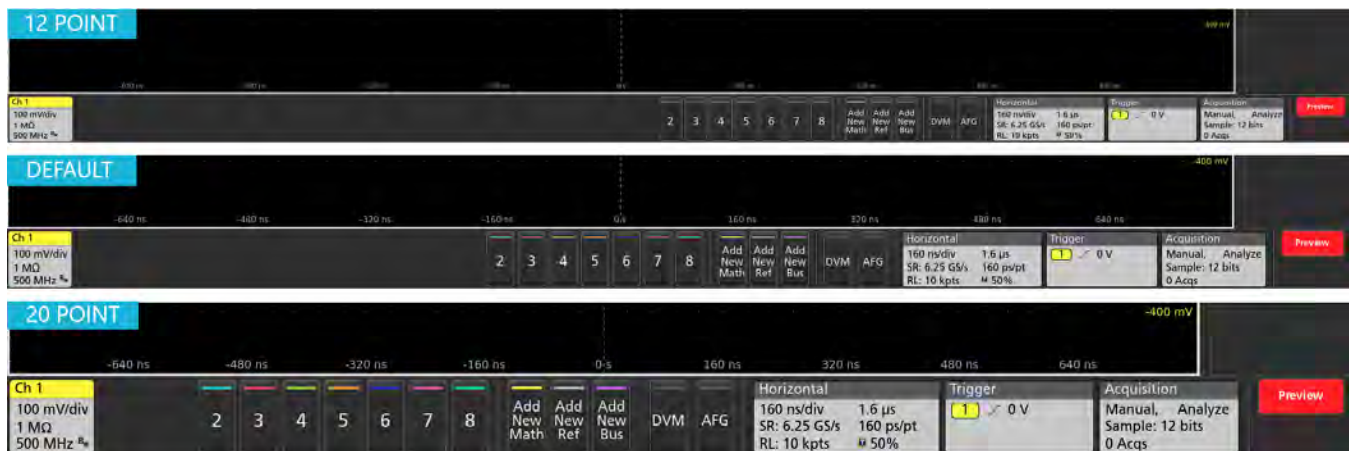 12 POINT
0 s
Ch 1
100 mV/div
1 MΩ
500 MHz
2 3 4 5 6 7 8
Add New Math
Add New Ref
Add New Bus
DVM AFG
Horizontal
160 ns/div 1.6 µs
SR: 6.25 GS/s 160 ps/pt
RL: 10 kpts 50%
Trigger
1 0 V
Acquisition
Manual, Analyze
Sample: 12 bits
0 Acqs
Preview
DEFAULT
-400 mV
-640 ns -480 ns -320 ns -160 ns 0 s 160 ns 320 ns 480 ns 640 ns
Ch 1
100 mV/div
1 MΩ
500 MHz
2 3 4 5 6 7 8
Add New Math
Add New Ref
Add New Bus
DVM AFG
Horizontal
160 ns/div 1.6 µs
SR: 6.25 GS/s 160 ps/pt
RL: 10 kpts 50%
Trigger
1 0 V
Acquisition
Manual, Analyze
Sample: 12 bits
0 Acqs
Preview
20 POINT
-400 mV
-640 ns -480 ns -320 ns -160 ns 0 s 160 ns 320 ns 480 ns 640 ns
Ch 1
100 mV/div
1 MΩ
500 MHz
2 3 4 5 6 7 8
Add New Math
Add New Ref
Add New Bus
DVM AFG
Horizontal
160 ns/div 1.6 µs
SR: 6.25 GS/s 160 ps/pt
RL: 10 kpts 50%
Trigger
1 0 V
Acquisition
Manual, Analyze
Sample: 12 bits
0 Acqs
Preview